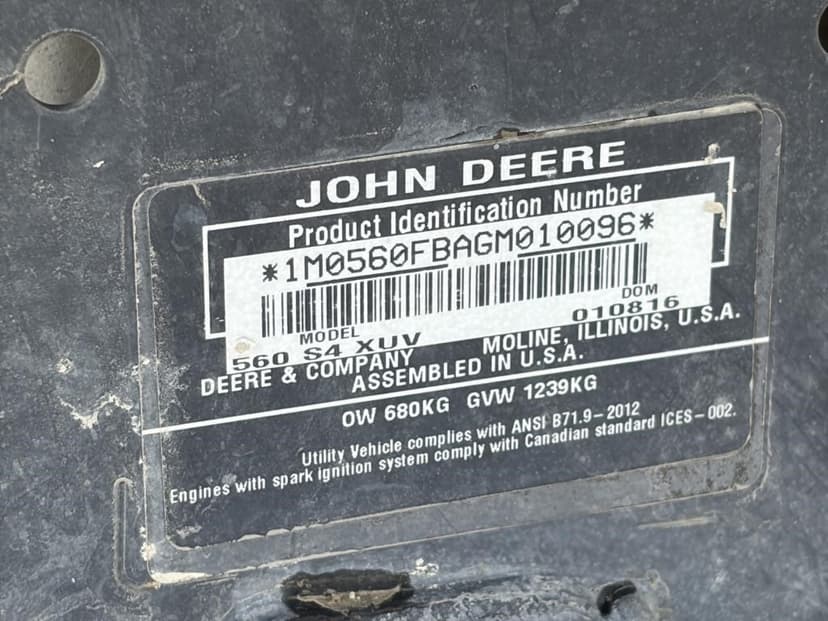 JOHN DEERE
Product Identification Number
*1M0560FBAGM010096*
MODEL DOM
560 S4 XUV 010816
DEERE & COMPANY MOLINE, ILLINOIS, U.S.A.
ASSEMBLED IN U.S.A.
OW 680KG GVW 1239KG
Utility Vehicle complies with ANSI B71.9-2012
Engines with spark ignition system comply with Canadian standard ICES-002.